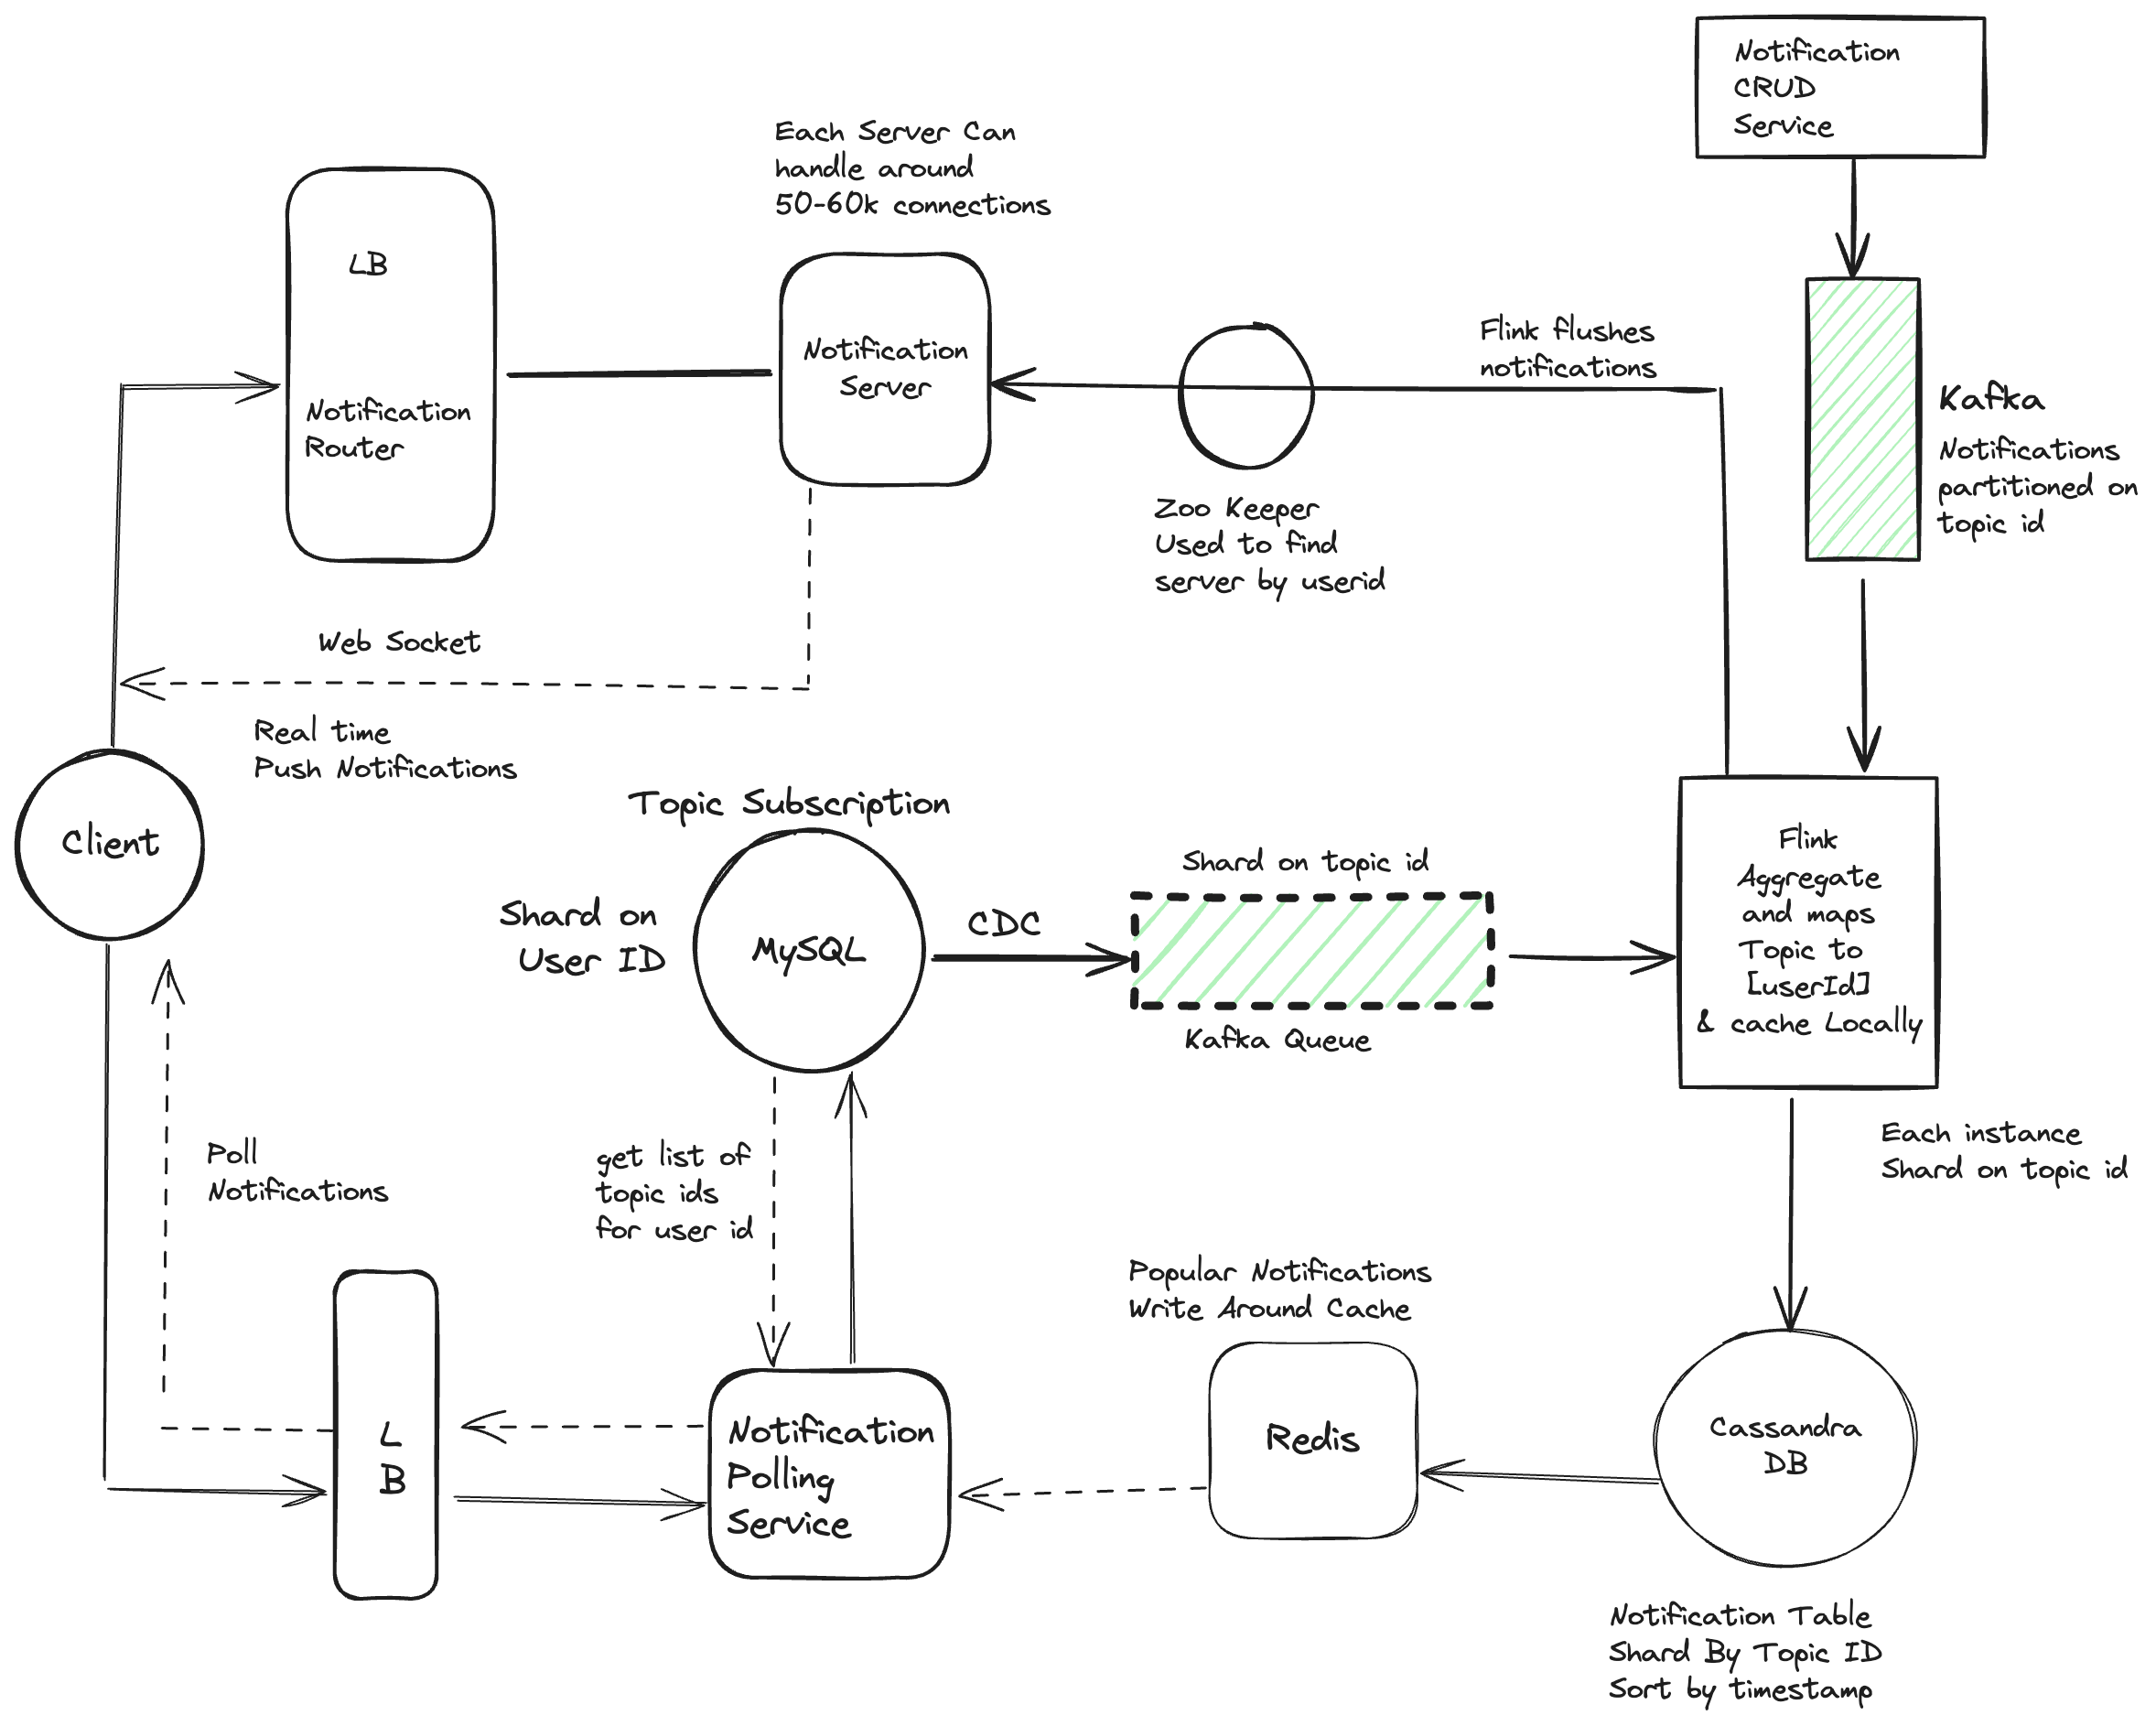 Notification
CRUD
Service
Each Server Can
handle around
50-60k connections
LB
Notification
Router
Notification
Server
Flink flushes
notifications
Kafka
Notifications
partitioned on
topic id
Zoo Keeper
Used to find
server by userid
Web Socket
Real time
Push Notifications
Client
Topic Subscription
Shard on
User ID
MySQL
CDC
Shard on topic id
Kafka Queue
Flink
Aggregate
and maps
Topic to
[userId]
& cache Locally
Each instance
Shard on topic id
Poll
Notifications
get list of
topic ids
for user id
Popular Notifications
Write Around Cache
L
B
Notification
Polling
Service
Redis
Cassandra
DB
Notification Table
Shard By Topic ID
Sort by timestamp